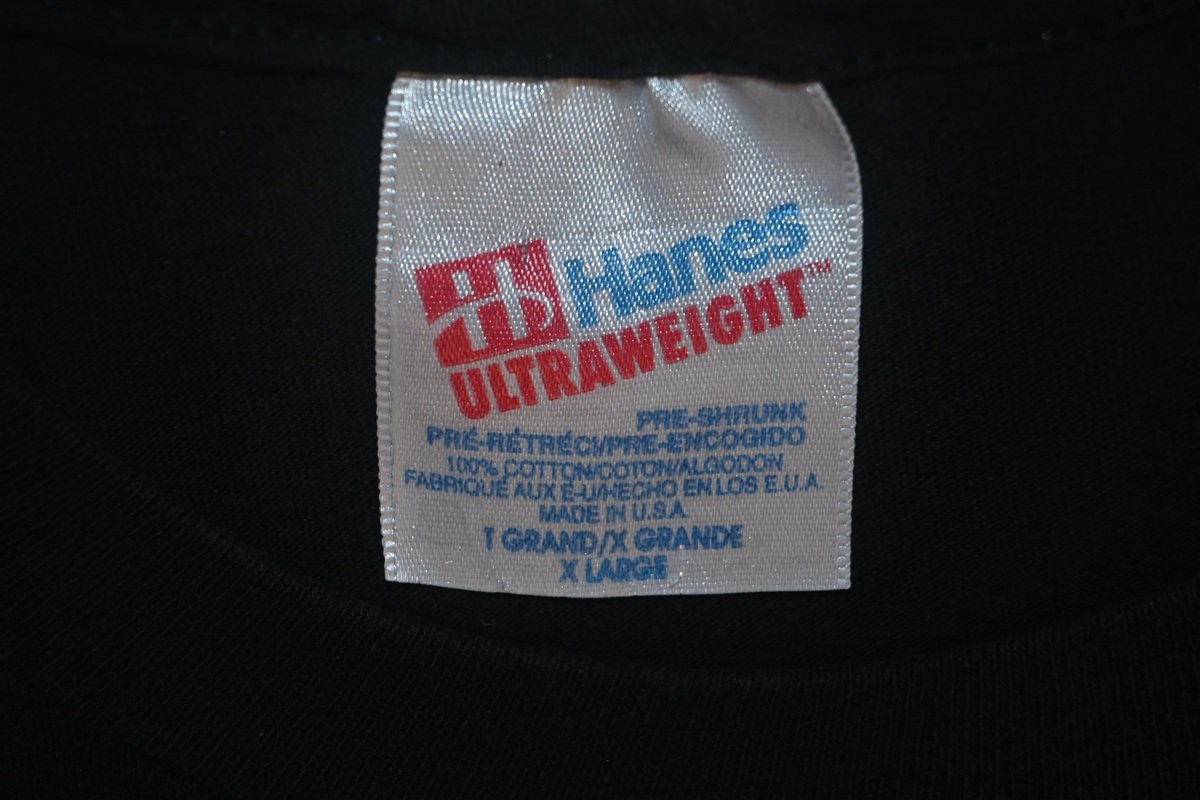 Hanes
ULTRAWEIGHT™
PRE-SHRUNK
PRÉ-RÉTRÉCI/PRE-ENCOGIDO
100% COTTON/COTON/ALGODON
FABRIQUÉ AUX É-U/HECHO EN LOS E.U.A.
MADE IN U.S.A.
T GRAND/X GRANDE
X LARGE